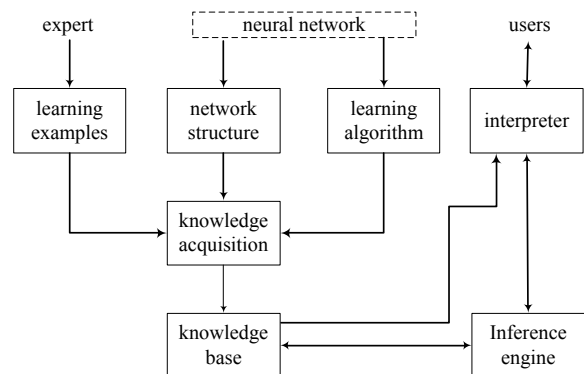 expert
neural network
users
learning
examples
network
structure
learning
algorithm
interpreter
knowledge
acquisition
knowledge
base
Inference
engine